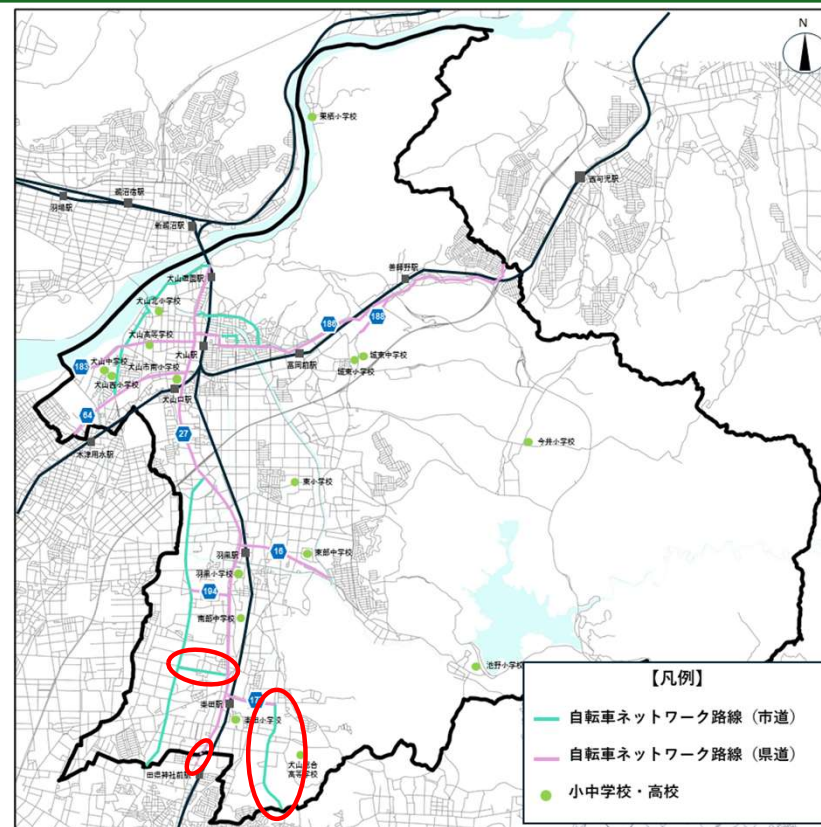 N
栗栖小学校
西可児駅
鵜沼宿駅
羽場駅
新鵜沼駅
善師野駅
犬山遊園駅
犬山北小学校
186
188
犬山高等学校
犬山駅
富岡前駅
城東中学校
城東小学校
183
犬山中学校
犬山西小学校
犬山市南小学校
犬山口駅
64
27
木津用水駅
今井小学校
東小学校
羽黒駅
16
東部中学校
羽黒小学校
194
南部中学校
池野小学校
楽田駅
楽田小学校
犬山総合
高等学校
田県神社前駅
【凡例】
自転車ネットワーク路線（市道）
自転車ネットワーク路線（県道）
小中学校・高校